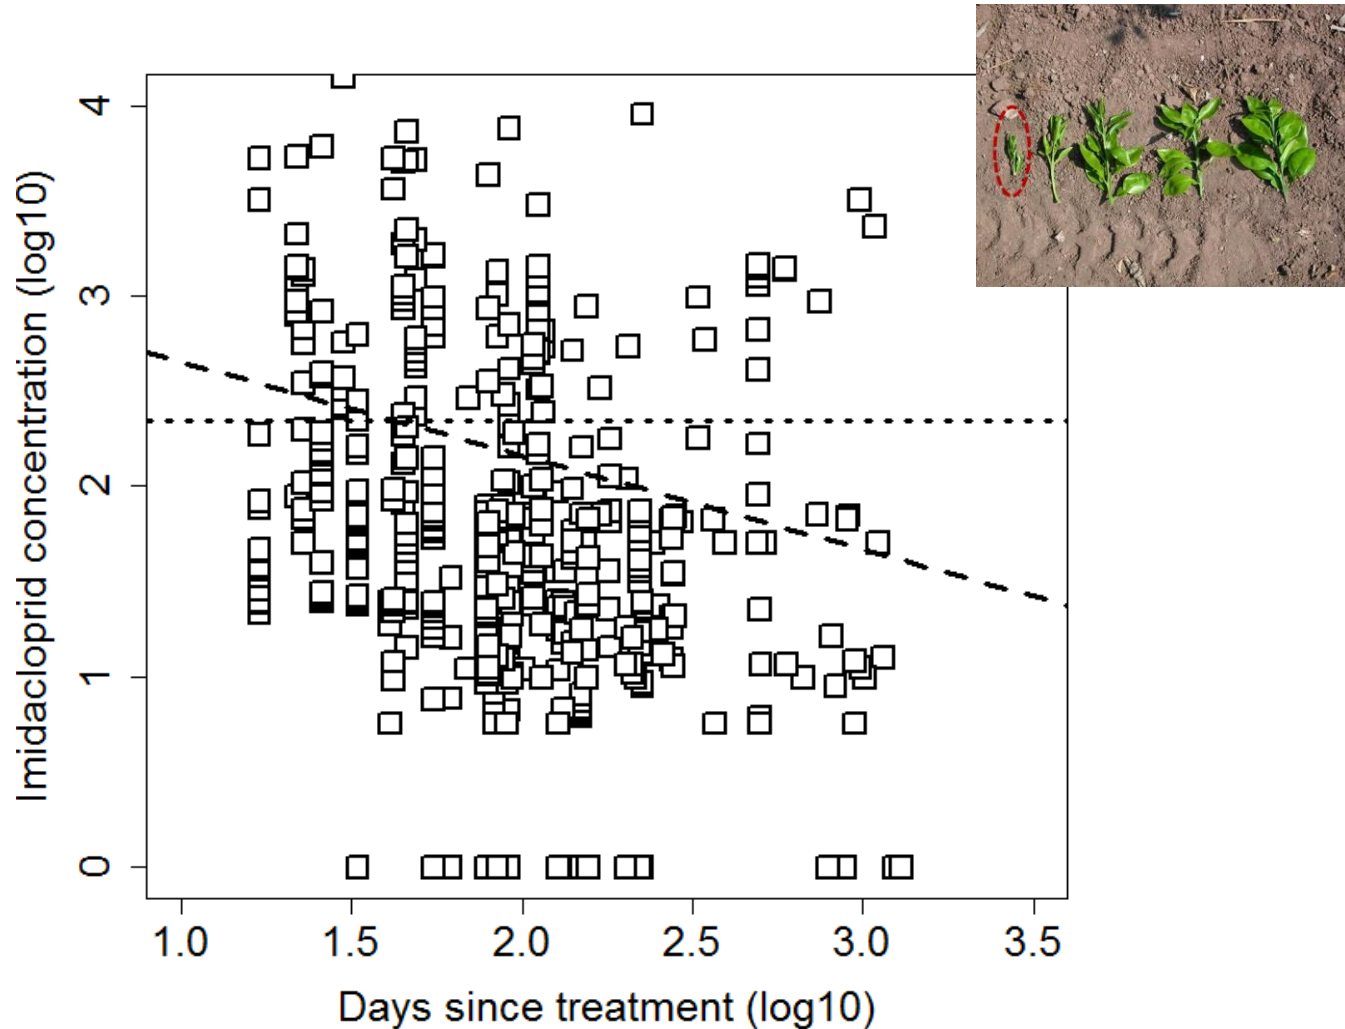 Imidacloprid concentration (log10)
4
3
2
1
0
1.0 1.5 2.0 2.5 3.0 3.5
Days since treatment (log10)